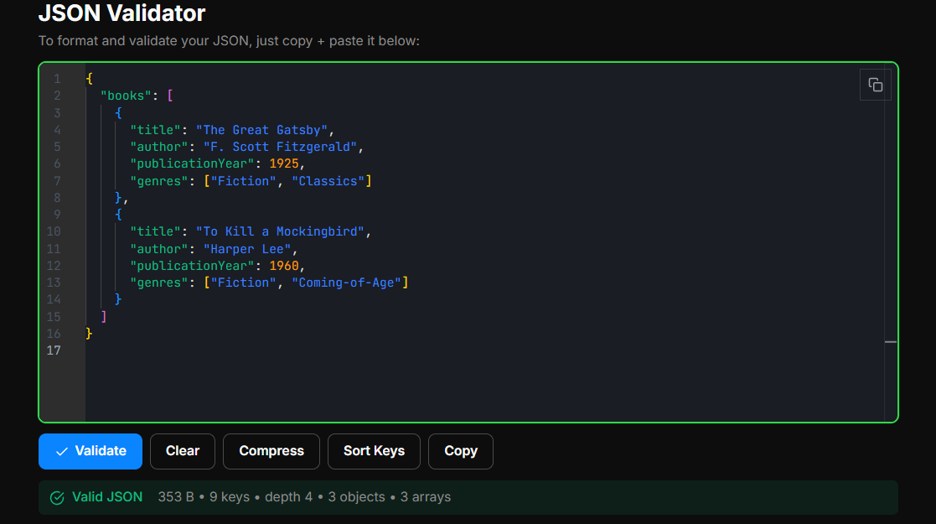 JSON Validator
To format and validate your JSON, just copy + paste it below:
1 {
2   "books": [
3     {
4       "title": "The Great Gatsby",
5       "author": "F. Scott Fitzgerald",
6       "publicationYear": 1925,
7       "genres": ["Fiction", "Classics"]
8     },
9     {
10       "title": "To Kill a Mockingbird",
11       "author": "Harper Lee",
12       "publicationYear": 1960,
13       "genres": ["Fiction", "Coming-of-Age"]
14     }
15   ]
16 }
17
Validate Clear Compress Sort Keys Copy
Valid JSON 353 B • 9 keys • depth 4 • 3 objects • 3 arrays